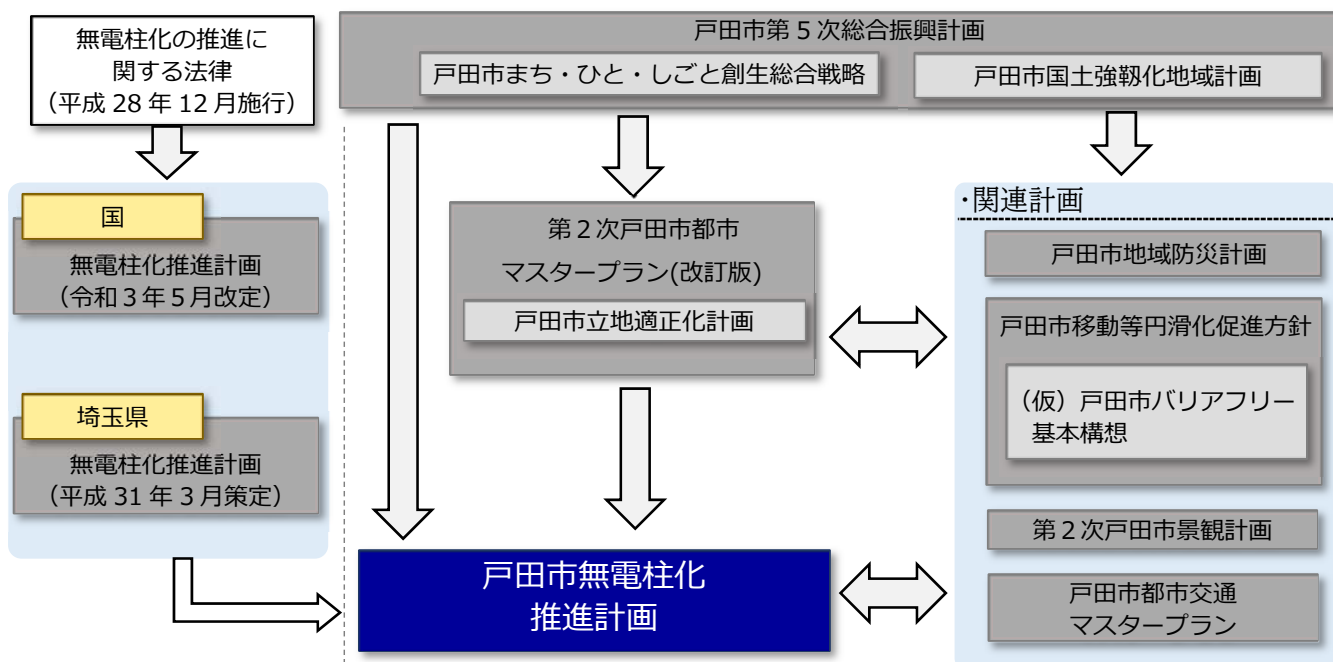 無電柱化の推進に
関する法律
（平成 28 年 12 月施行）
国
無電柱化推進計画
（令和３年５月改定）
埼玉県
無電柱化推進計画
（平成 31 年３月策定）
戸田市第５次総合振興計画
戸田市まち・ひと・しごと創生総合戦略
戸田市国土強靱化地域計画
第２次戸田市都市
マスタープラン(改訂版)
戸田市立地適正化計画
戸田市無電柱化
推進計画
・関連計画
戸田市地域防災計画
戸田市移動等円滑化促進方針
（仮）戸田市バリアフリー
基本構想
第２次戸田市景観計画
戸田市都市交通
マスタープラン